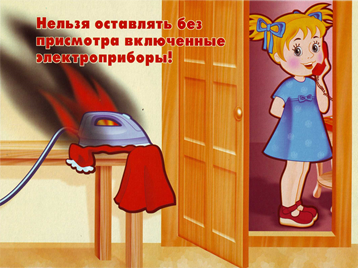 Нельзя оставлять без
присмотра включенные
электроприборы!